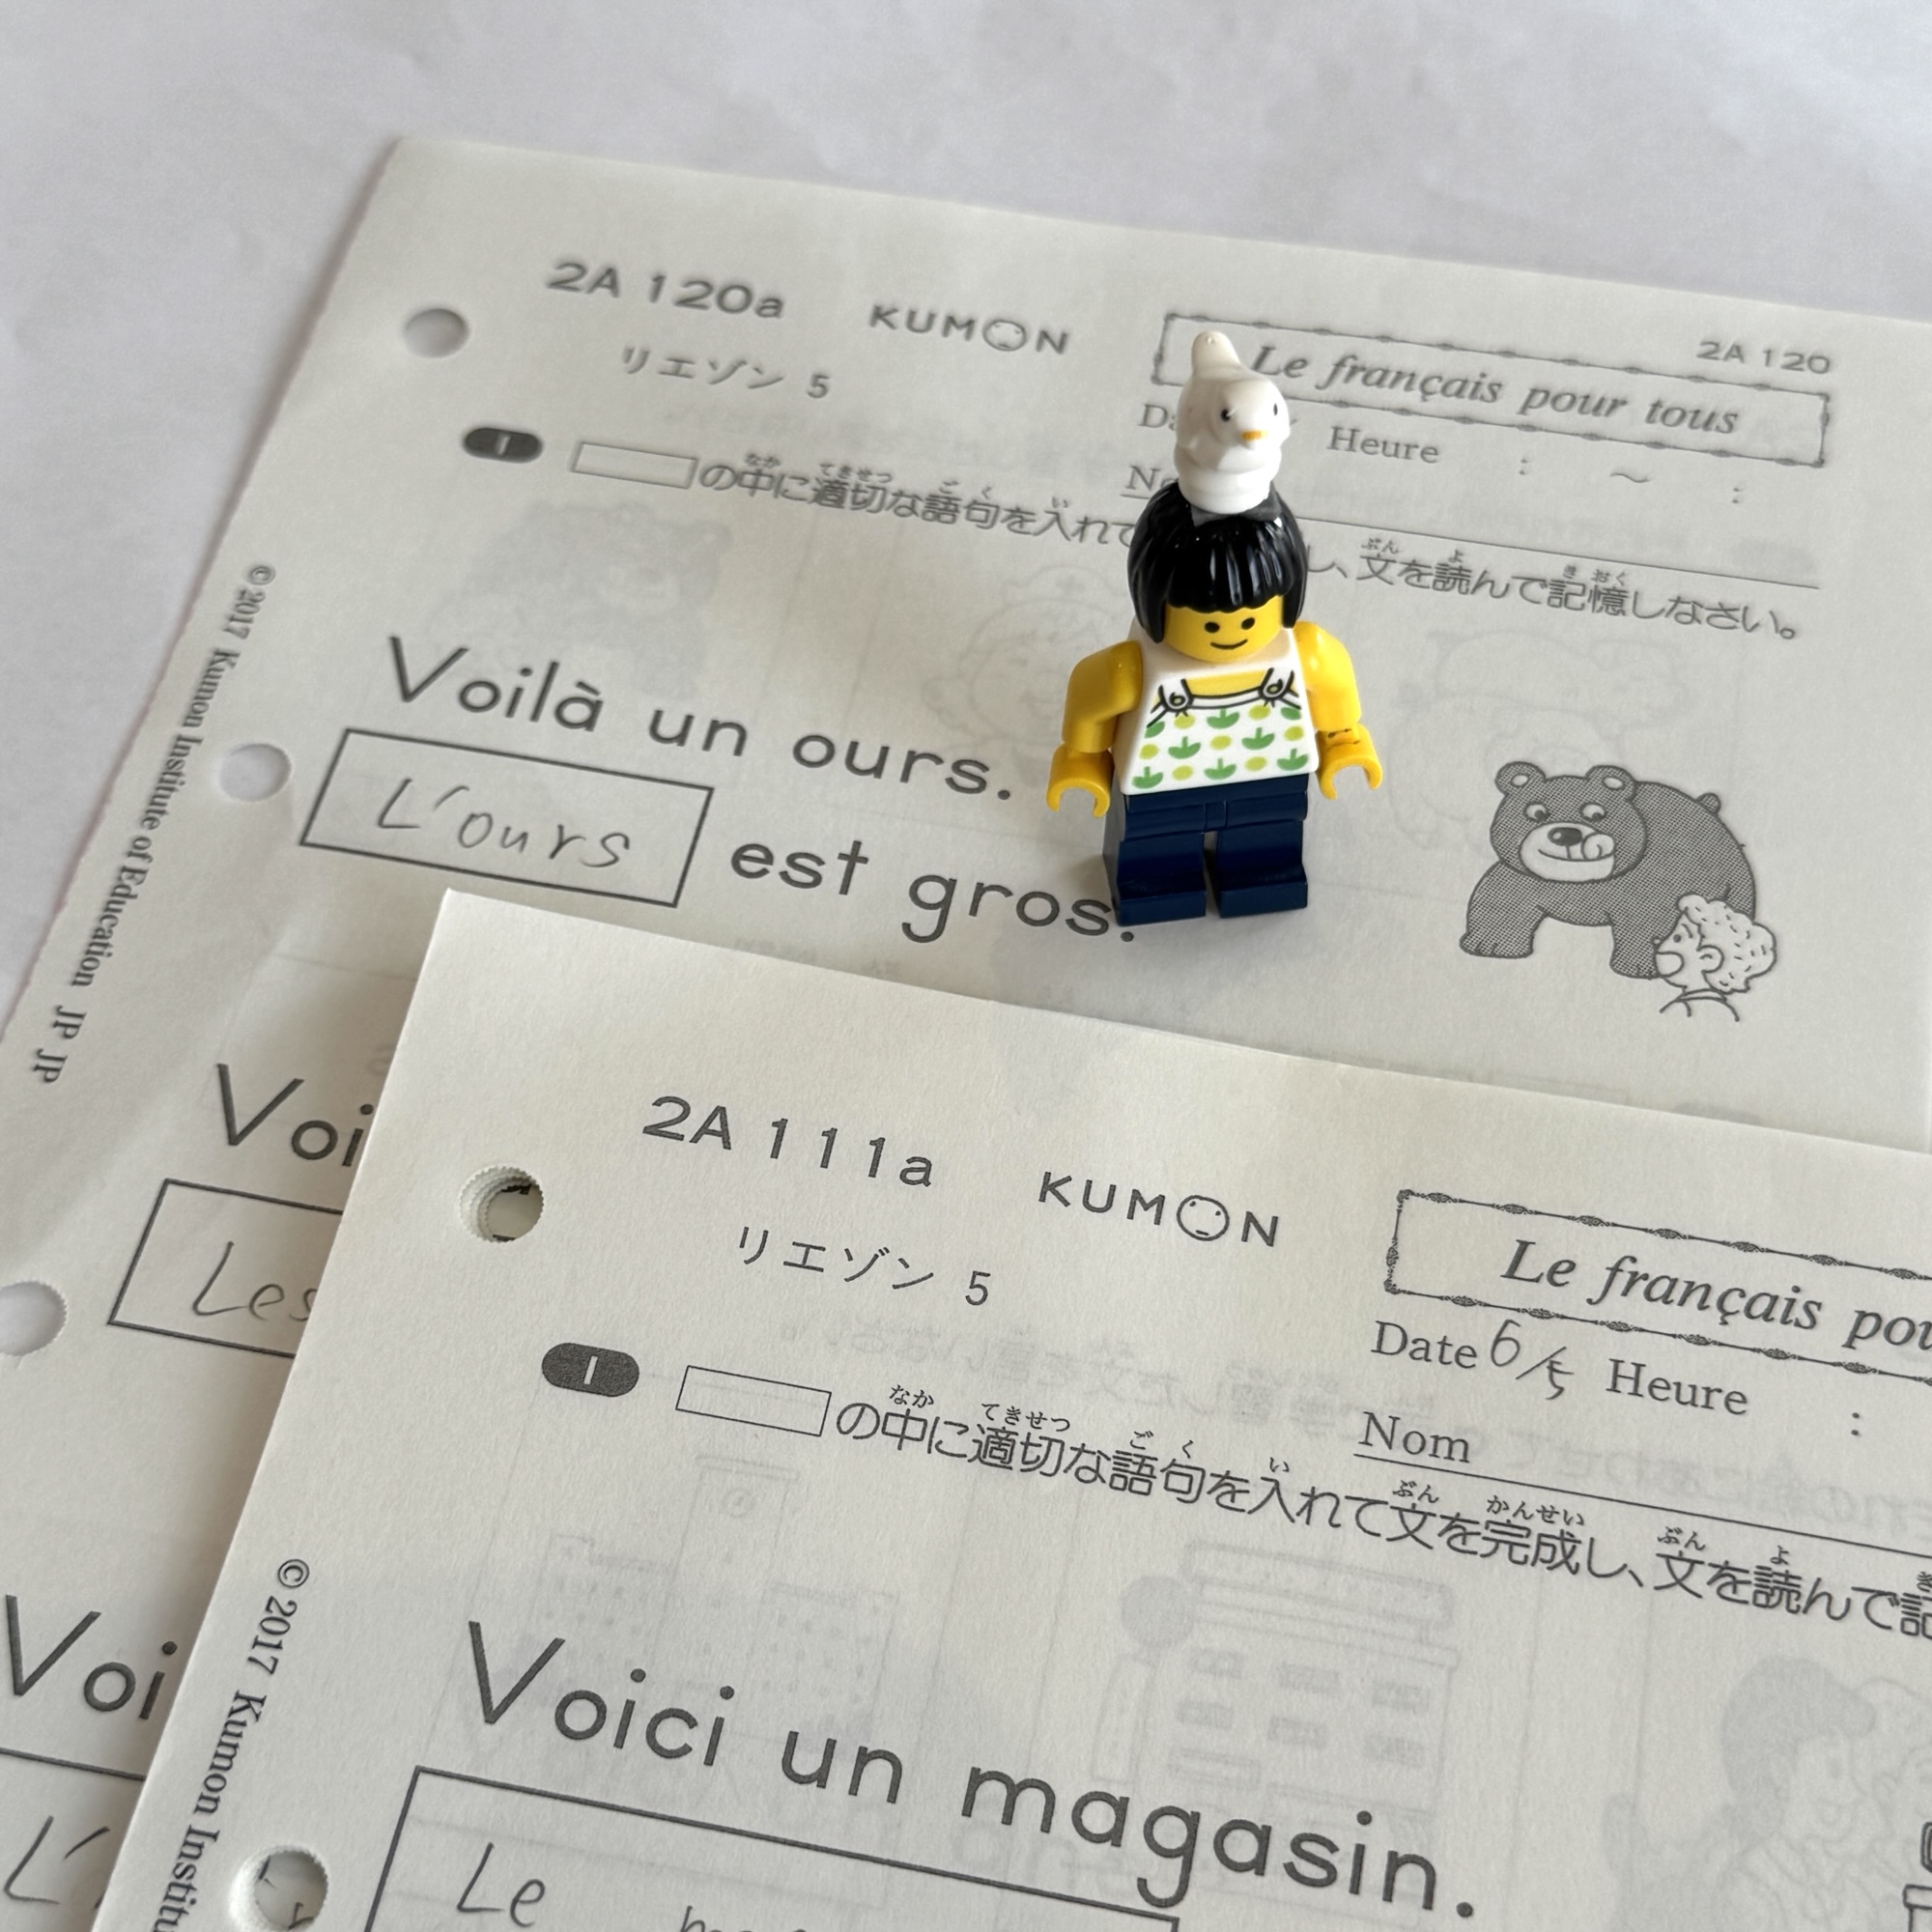 2A 120a KUMON
2A 120
Le français pour tous
リエゾン 5
Heure : ～ :
1 の中に適切な語句を入れて し、文を読んで記憶しなさい。
Voilà un ours.
L'ours est gros.
© 2017 Kumon Institute of Education JP JP
Voi
Les
Voi
L'
2A 111a KUMON
Le français pou
リエゾン 5
Date 6/5 Heure :
Nom
1 の中に適切な語句を入れて文を完成し、文を読んで記
© 2017 Kumon Institu
Voici un magasin.
Le